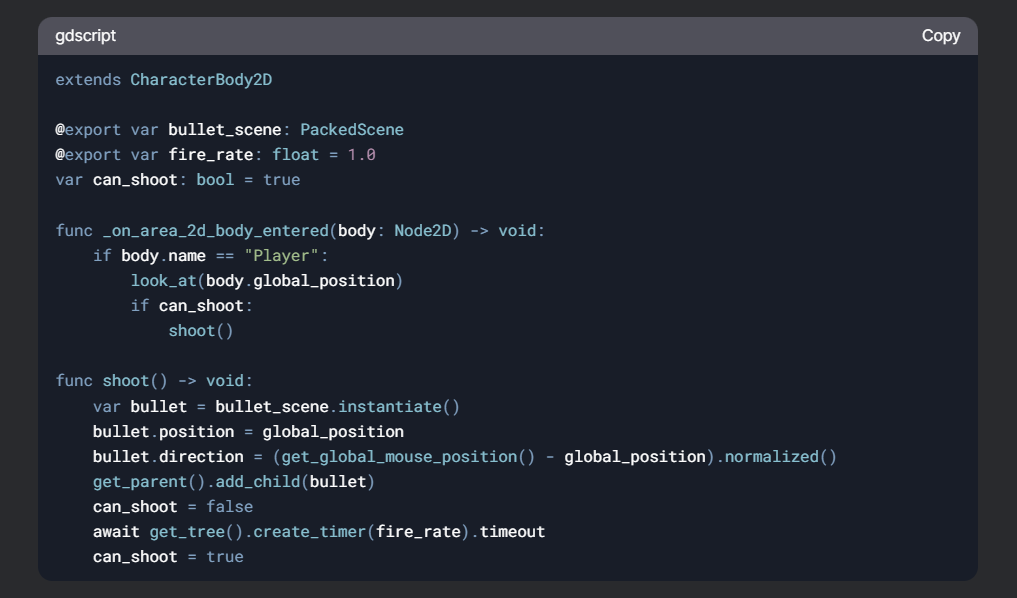 gdscript
Copy
extends CharacterBody2D
@export var bullet_scene: PackedScene
@export var fire_rate: float = 1.0
var can_shoot: bool = true
func _on_area_2d_body_entered(body: Node2D) -> void:
    if body.name == "Player":
        look_at(body.global_position)
        if can_shoot:
            shoot()
func shoot() -> void:
    var bullet = bullet_scene.instantiate()
    bullet.position = global_position
    bullet.direction = (get_global_mouse_position() - global_position).normalized()
    get_parent().add_child(bullet)
    can_shoot = false
    await get_tree().create_timer(fire_rate).timeout
    can_shoot = true